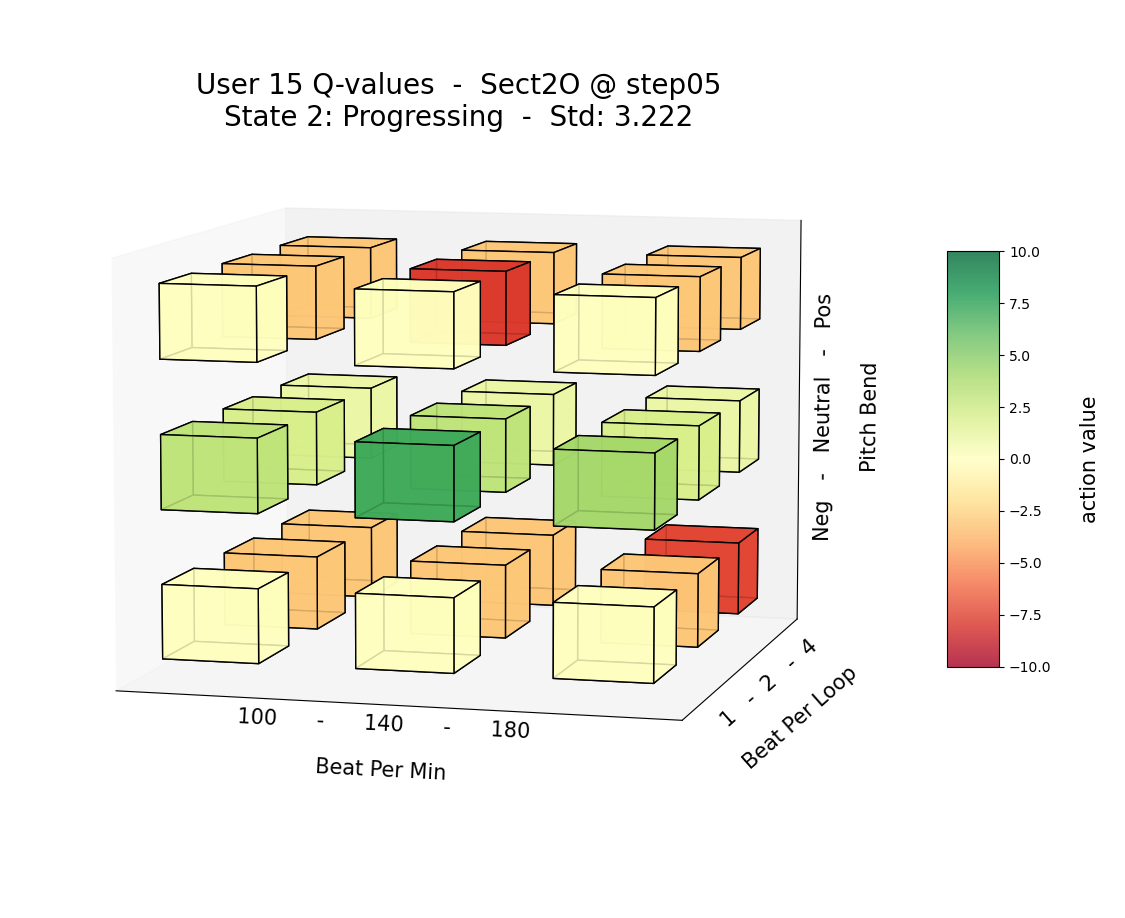 User 15 Q-values  -  Sect2O @ step05
State 2: Progressing  -  Std: 3.222
100  -  140  -  180
Beat Per Min
1  -  2  -  4
Beat Per Loop
Neg  -  Neutral  -  Pos
Pitch Bend
10.0
7.5
5.0
2.5
0.0
−2.5
−5.0
−7.5
−10.0
action value